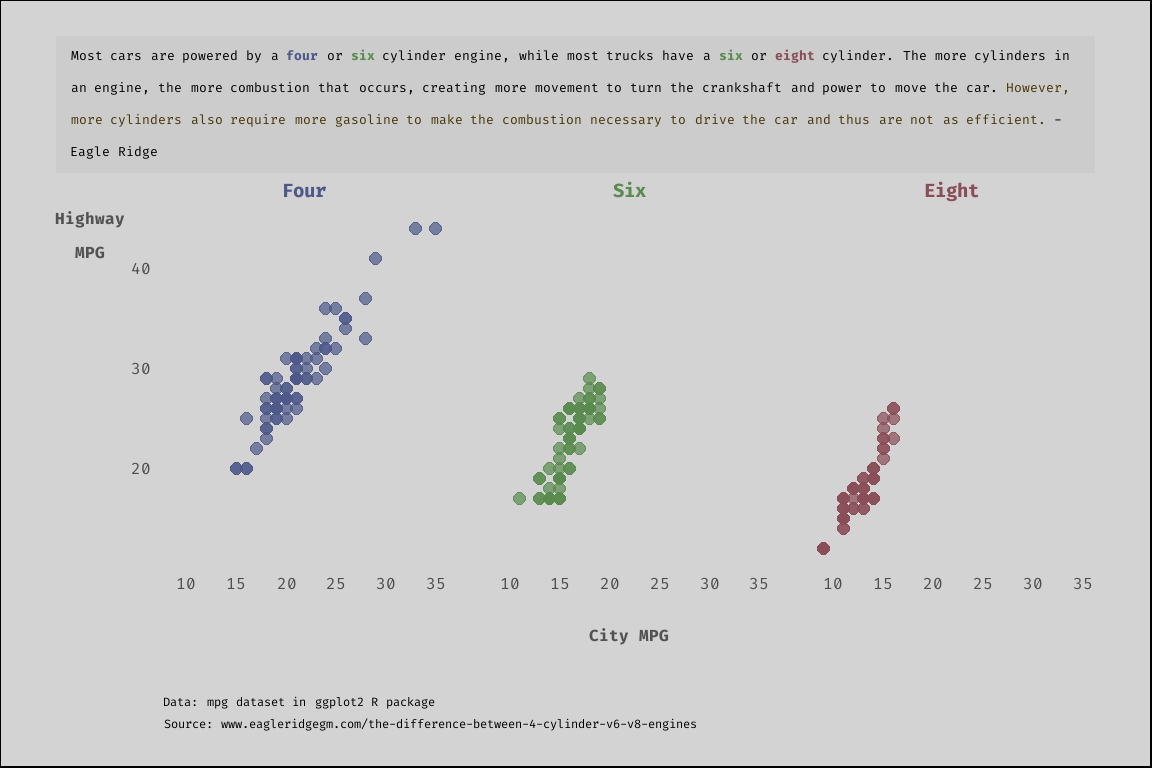 Most cars are powered by a four or six cylinder engine, while most trucks have a six or eight cylinder. The more cylinders in
an engine, the more combustion that occurs, creating more movement to turn the crankshaft and power to move the car. However,
more cylinders also require more gasoline to make the combustion necessary to drive the car and thus are not as efficient. -
Eagle Ridge
Four Six Eight
Highway
MPG
40
30
20
10 15 20 25 30 35 10 15 20 25 30 35 10 15 20 25 30 35
City MPG
Data: mpg dataset in ggplot2 R package
Source: www.eagleridgegm.com/the-difference-between-4-cylinder-v6-v8-engines